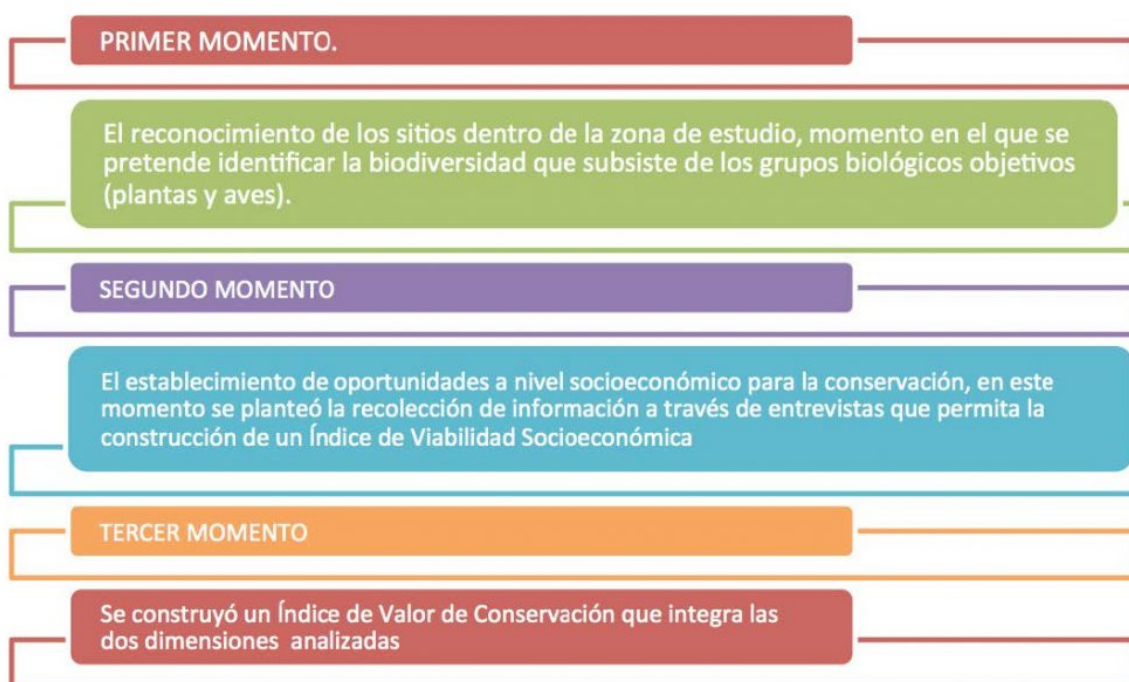 PRIMER MOMENTO.
El reconocimiento de los sitios dentro de la zona de estudio, momento en el que se
pretende identificar la biodiversidad que subsiste de los grupos biológicos objetivos
(plantas y aves).
SEGUNDO MOMENTO
El establecimiento de oportunidades a nivel socioeconómico para la conservación, en este
momento se planteó la recolección de información a través de entrevistas que permita la
construcción de un Índice de Viabilidad Socioeconómica
TERCER MOMENTO
Se construyó un Índice de Valor de Conservación que integra las
dos dimensiones analizadas